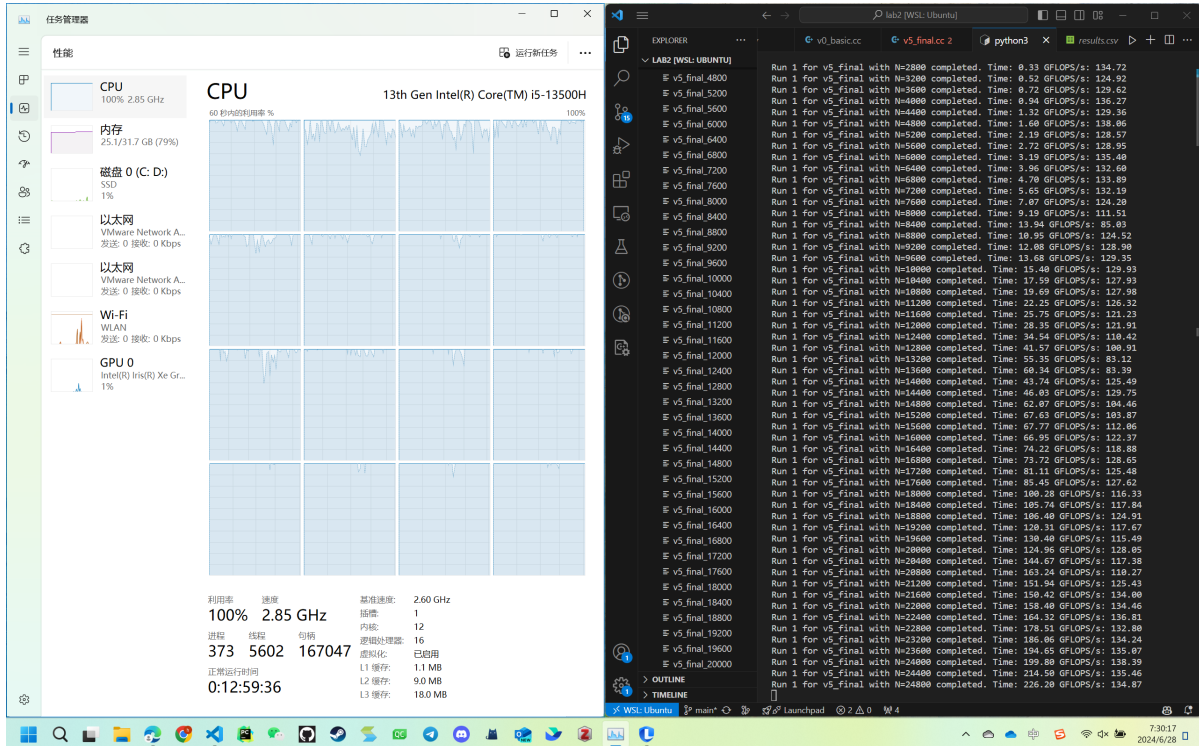 任务管理器
性能
运行新任务
CPU
100% 2.85 GHz
内存
25.1/31.7 GB (79%)
磁盘 0 (C: D:)
SSD
1%
以太网
VMware Network A...
发送: 0 接收: 0 Kbps
以太网
VMware Network A...
发送: 0 接收: 0 Kbps
Wi-Fi
WLAN
发送: 0 接收: 0 Kbps
GPU 0
Intel(R) Iris(R) Xe Gr...
1%
CPU
13th Gen Intel(R) Core(TM) i5-13500H
60 秒内的利用率 %
100%
利用率
100%
速度
2.85 GHz
进程
373
线程
5602
句柄
167047
正常运行时间
0:12:59:36
基准速度: 2.60 GHz
插槽: 1
内核: 12
逻辑处理器: 16
虚拟化: 已启用
L1 缓存: 1.1 MB
L2 缓存: 9.0 MB
L3 缓存: 18.0 MB
lab2 [WSL: Ubuntu]
EXPLORER
v0_basic.cc
v5_final.cc 2
python3
results.csv
LAB2 [WSL: UBUNTU]
v5_final_4800
v5_final_5200
v5_final_5600
v5_final_6000
v5_final_6400
v5_final_6800
v5_final_7200
v5_final_7600
v5_final_8000
v5_final_8400
v5_final_8800
v5_final_9200
v5_final_9600
v5_final_10000
v5_final_10400
v5_final_10800
v5_final_11200
v5_final_11600
v5_final_12000
v5_final_12400
v5_final_12800
v5_final_13200
v5_final_13600
v5_final_14000
v5_final_14400
v5_final_14800
v5_final_15200
v5_final_15600
v5_final_16000
v5_final_16400
v5_final_16800
v5_final_17200
v5_final_17600
v5_final_18000
v5_final_18400
v5_final_18800
v5_final_19200
v5_final_19600
v5_final_20000
OUTLINE
TIMELINE
Run 1 for v5_final with N=2800 completed. Time: 0.33 GFLOPS/s: 134.72
Run 1 for v5_final with N=3200 completed. Time: 0.52 GFLOPS/s: 124.92
Run 1 for v5_final with N=3600 completed. Time: 0.72 GFLOPS/s: 129.62
Run 1 for v5_final with N=4000 completed. Time: 0.94 GFLOPS/s: 136.27
Run 1 for v5_final with N=4400 completed. Time: 1.32 GFLOPS/s: 129.36
Run 1 for v5_final with N=4800 completed. Time: 1.60 GFLOPS/s: 138.06
Run 1 for v5_final with N=5200 completed. Time: 2.19 GFLOPS/s: 128.57
Run 1 for v5_final with N=5600 completed. Time: 2.72 GFLOPS/s: 128.95
Run 1 for v5_final with N=6000 completed. Time: 3.19 GFLOPS/s: 135.40
Run 1 for v5_final with N=6400 completed. Time: 3.96 GFLOPS/s: 132.60
Run 1 for v5_final with N=6800 completed. Time: 4.70 GFLOPS/s: 133.89
Run 1 for v5_final with N=7200 completed. Time: 5.65 GFLOPS/s: 132.19
Run 1 for v5_final with N=7600 completed. Time: 7.07 GFLOPS/s: 124.20
Run 1 for v5_final with N=8000 completed. Time: 9.19 GFLOPS/s: 111.51
Run 1 for v5_final with N=8400 completed. Time: 13.94 GFLOPS/s: 85.03
Run 1 for v5_final with N=8800 completed. Time: 10.95 GFLOPS/s: 124.52
Run 1 for v5_final with N=9200 completed. Time: 12.08 GFLOPS/s: 128.90
Run 1 for v5_final with N=9600 completed. Time: 13.68 GFLOPS/s: 129.35
Run 1 for v5_final with N=10000 completed. Time: 15.40 GFLOPS/s: 129.93
Run 1 for v5_final with N=10400 completed. Time: 17.59 GFLOPS/s: 127.93
Run 1 for v5_final with N=10800 completed. Time: 19.69 GFLOPS/s: 127.98
Run 1 for v5_final with N=11200 completed. Time: 22.25 GFLOPS/s: 126.32
Run 1 for v5_final with N=11600 completed. Time: 25.75 GFLOPS/s: 121.23
Run 1 for v5_final with N=12000 completed. Time: 28.35 GFLOPS/s: 121.91
Run 1 for v5_final with N=12400 completed. Time: 34.54 GFLOPS/s: 110.42
Run 1 for v5_final with N=12800 completed. Time: 41.57 GFLOPS/s: 100.91
Run 1 for v5_final with N=13200 completed. Time: 55.35 GFLOPS/s: 83.12
Run 1 for v5_final with N=13600 completed. Time: 60.34 GFLOPS/s: 83.39
Run 1 for v5_final with N=14000 completed. Time: 43.74 GFLOPS/s: 125.49
Run 1 for v5_final with N=14400 completed. Time: 46.03 GFLOPS/s: 129.75
Run 1 for v5_final with N=14800 completed. Time: 62.07 GFLOPS/s: 104.46
Run 1 for v5_final with N=15200 completed. Time: 67.63 GFLOPS/s: 103.87
Run 1 for v5_final with N=15600 completed. Time: 67.77 GFLOPS/s: 112.06
Run 1 for v5_final with N=16000 completed. Time: 66.95 GFLOPS/s: 122.37
Run 1 for v5_final with N=16400 completed. Time: 74.22 GFLOPS/s: 118.88
Run 1 for v5_final with N=16800 completed. Time: 73.72 GFLOPS/s: 128.65
Run 1 for v5_final with N=17200 completed. Time: 81.11 GFLOPS/s: 125.48
Run 1 for v5_final with N=17600 completed. Time: 85.45 GFLOPS/s: 127.62
Run 1 for v5_final with N=18000 completed. Time: 100.28 GFLOPS/s: 116.33
Run 1 for v5_final with N=18400 completed. Time: 105.74 GFLOPS/s: 117.84
Run 1 for v5_final with N=18800 completed. Time: 106.40 GFLOPS/s: 124.91
Run 1 for v5_final with N=19200 completed. Time: 120.31 GFLOPS/s: 117.67
Run 1 for v5_final with N=19600 completed. Time: 130.40 GFLOPS/s: 115.49
Run 1 for v5_final with N=20000 completed. Time: 124.96 GFLOPS/s: 128.05
Run 1 for v5_final with N=20400 completed. Time: 144.67 GFLOPS/s: 117.38
Run 1 for v5_final with N=20800 completed. Time: 163.24 GFLOPS/s: 110.27
Run 1 for v5_final with N=21200 completed. Time: 151.94 GFLOPS/s: 125.43
Run 1 for v5_final with N=21600 completed. Time: 150.42 GFLOPS/s: 134.00
Run 1 for v5_final with N=22000 completed. Time: 158.40 GFLOPS/s: 134.46
Run 1 for v5_final with N=22400 completed. Time: 164.32 GFLOPS/s: 136.81
Run 1 for v5_final with N=22800 completed. Time: 178.51 GFLOPS/s: 132.80
Run 1 for v5_final with N=23200 completed. Time: 186.06 GFLOPS/s: 134.24
Run 1 for v5_final with N=23600 completed. Time: 194.65 GFLOPS/s: 135.07
Run 1 for v5_final with N=24000 completed. Time: 199.80 GFLOPS/s: 138.39
Run 1 for v5_final with N=24400 completed. Time: 214.50 GFLOPS/s: 135.46
Run 1 for v5_final with N=24800 completed. Time: 226.20 GFLOPS/s: 134.87
15
1
1
WSL: Ubuntu
main*
Launchpad
2
0
4
中
7:30:17
2024/6/28